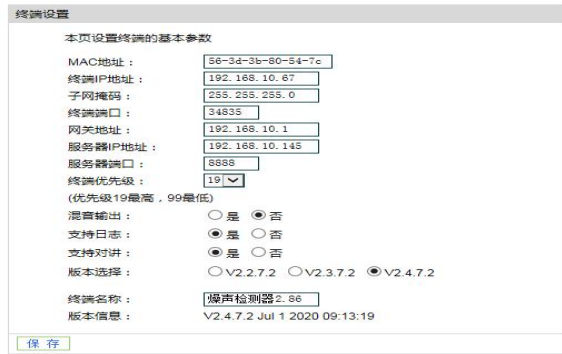 终端设置
本页设置终端的基本参数
MAC地址： 56-3d-3b-80-54-7c
终端IP地址： 192.168.10.67
子网掩码： 255.255.255.0
终端端口： 34835
网关地址： 192.168.10.1
服务器IP地址： 192.168.10.145
服务器端口： 8888
终端优先级： 19
(优先级19最高，99最低)
混音输出： 是 否
支持日志： 是 否
支持对讲： 是 否
版本选择： V2.2.7.2 V2.3.7.2 V2.4.7.2
终端名称： 燥声检测器2.86
版本信息： V2.4.7.2 Jul 1 2020 09:13:19
保 存